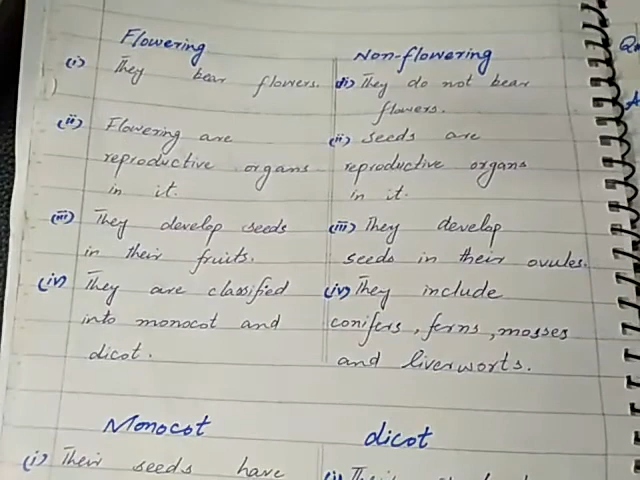 Flowering
(i) They bear flowers.
(ii) Flowering are
reproductive organs
in it.
(iii) They develop seeds
in their fruits.
(iv) They are classified
into monocot and
dicot.
Non-flowering
(i) They do not bear
flowers.
(ii) seeds are
reproductive organs
in it.
(iii) They develop
seeds in their ovules.
(iv) They include
conifers, ferns, mosses
and liverworts.
Monocot
(i) Their seeds have
dicot